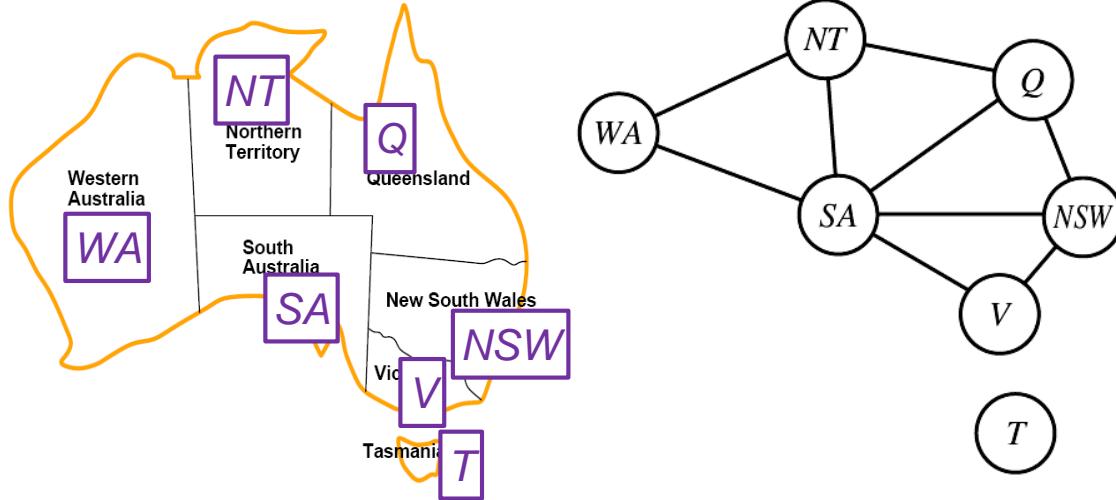 NT
Northern
Territory
Q
Queensland
Western
Australia
WA
South
Australia
SA
New South Wales
NSW
Vic
V
Tasmania
T
NT
Q
WA
SA
NSW
V
T